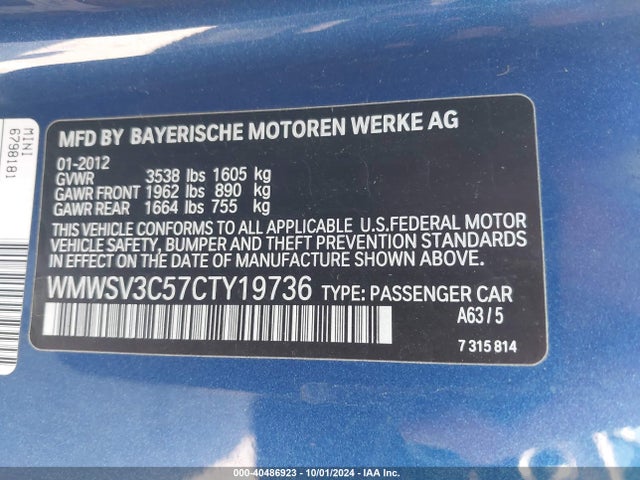 MINI
6798181
MFD BY BAYERISCHE MOTOREN WERKE AG
01-2012
GVWR 3538 lbs 1605 kg
GAWR FRONT 1962 lbs 890 kg
GAWR REAR 1664 lbs 755 kg
THIS VEHICLE CONFORMS TO ALL APPLICABLE U.S.FEDERAL MOTOR
VEHICLE SAFETY, BUMPER AND THEFT PREVENTION STANDARDS
IN EFFECT ON THE DATE OF MANUFACTURE SHOWN ABOVE.
WMWSV3C57CTY19736 TYPE: PASSENGER CAR
A63/5
7 315 814
000-40486923 - 10/01/2024 - IAA Inc.